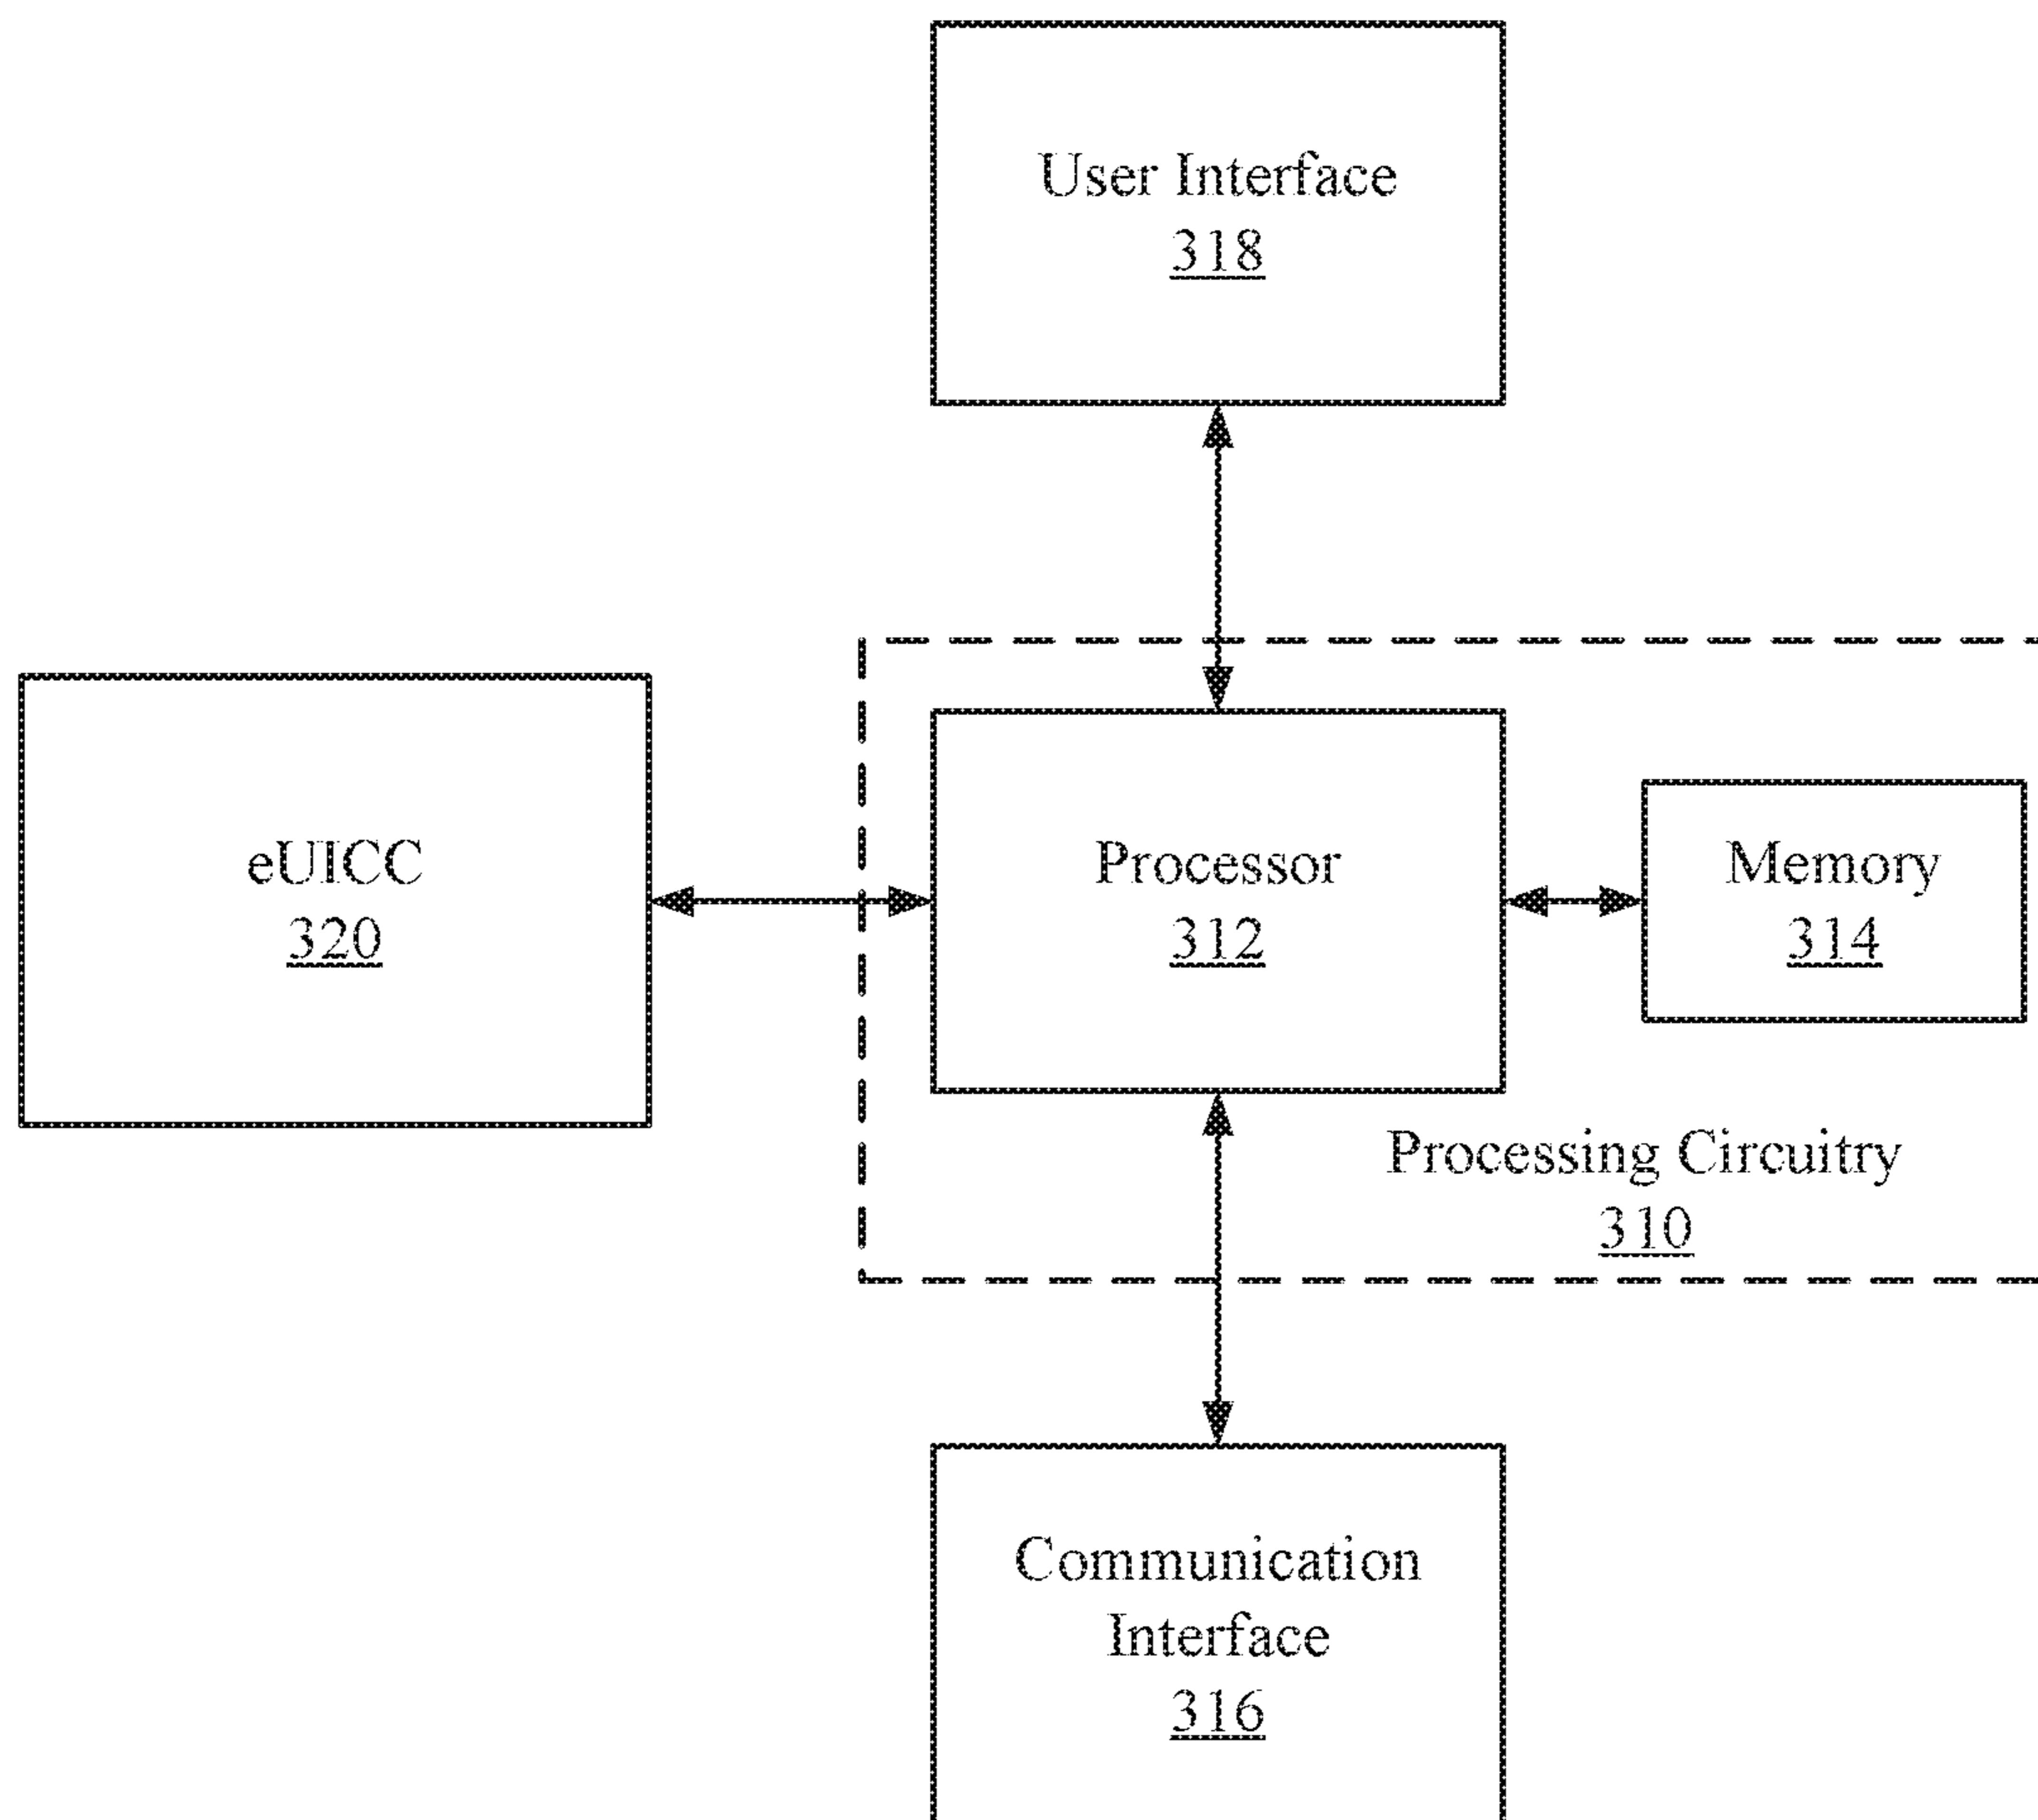 User Interface
318
eUICC
320
Processor
312
Memory
314
Processing Circuitry
310
Communication
Interface
316